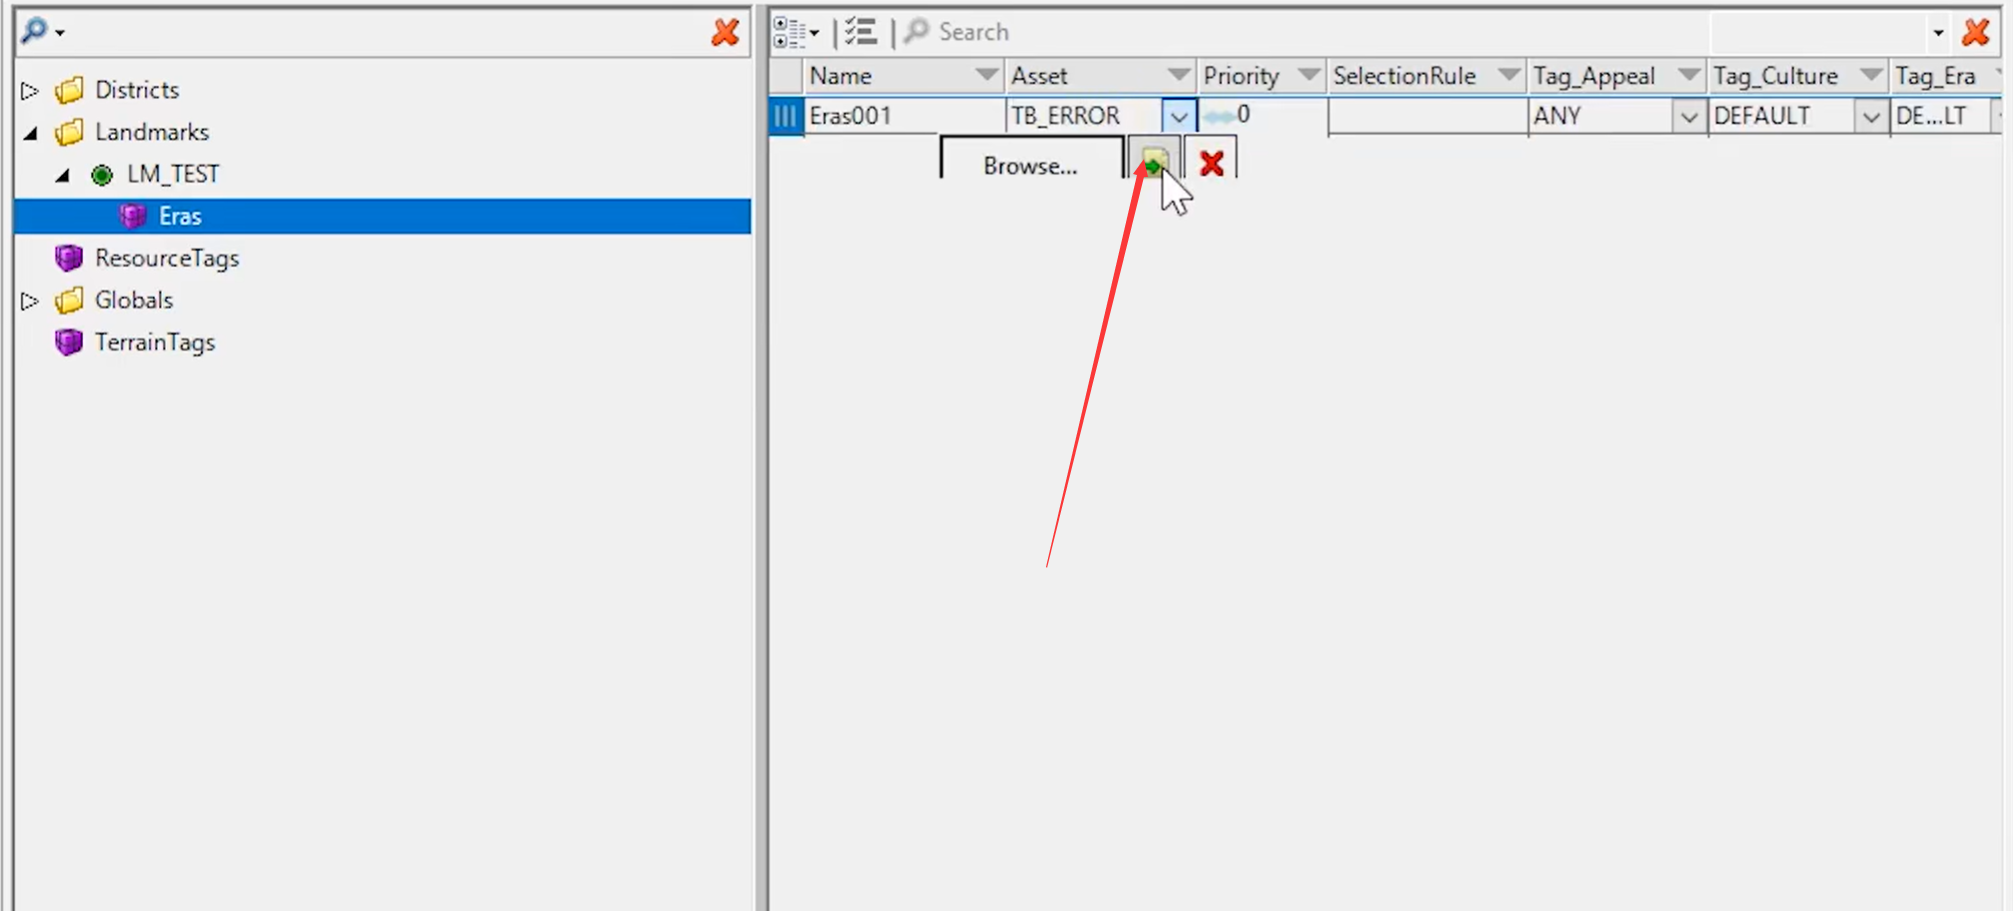 Districts
Landmarks
LM_TEST
Eras
ResourceTags
Globals
TerrainTags
Search
Name Asset Priority SelectionRule Tag_Appeal Tag_Culture Tag_Era
Eras001 TB_ERROR 0 ANY DEFAULT DE...LT
Browse...